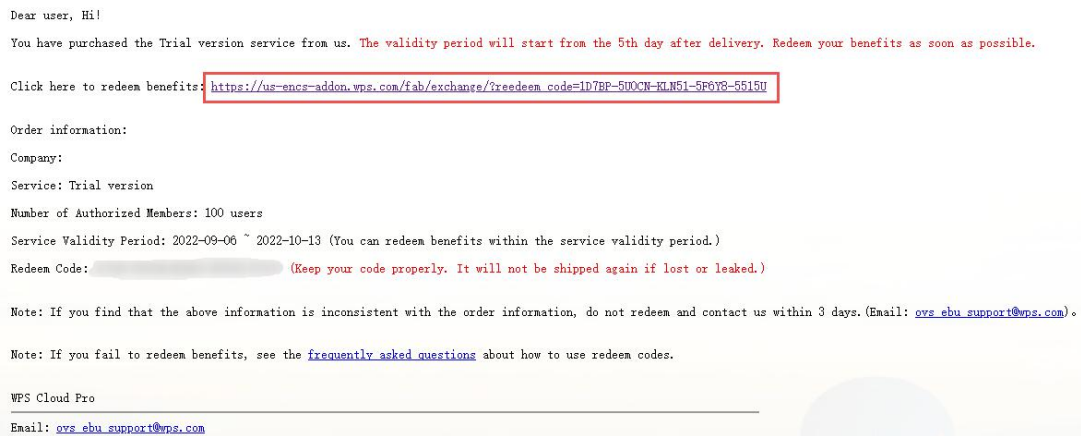 Dear user, Hi!
You have purchased the Trial version service from us. The validity period will start from the 5th day after delivery. Redeem your benefits as soon as possible.
Click here to redeem benefits: https://us-encs-addon.wps.com/fab/exchange/?reedeem_code=1D7BP-5UOCN-KLN51-5F6Y8-5515U
Order information:
Company:
Service: Trial version
Number of Authorized Members: 100 users
Service Validity Period: 2022-09-06 ~ 2022-10-13 (You can redeem benefits within the service validity period.)
Redeem Code: (Keep your code properly. It will not be shipped again if lost or leaked.)
Note: If you find that the above information is inconsistent with the order information, do not redeem and contact us within 3 days.(Email: ovs_ebu_support@wps.com)。
Note: If you fail to redeem benefits, see the frequently asked questions about how to use redeem codes.
WPS Cloud Pro
Email: ovs_ebu_support@wps.com